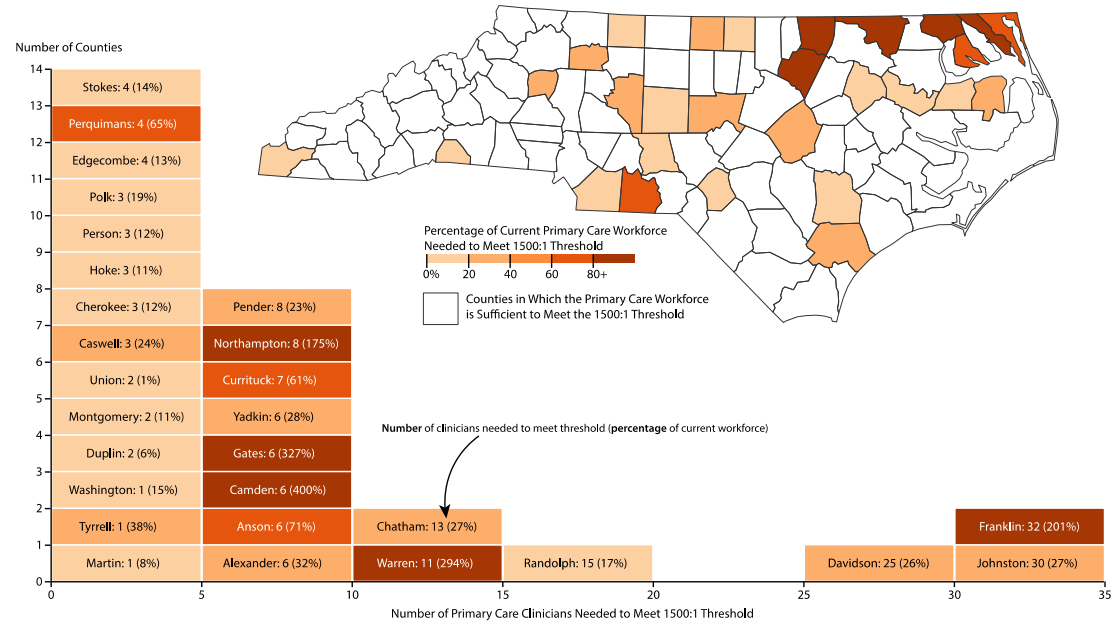 Number of Counties
14
13
12
11
10
9
8
7
6
5
4
3
2
1
0
Stokes: 4 (14%)
Perquimans: 4 (65%)
Edgecombe: 4 (13%)
Polk: 3 (19%)
Person: 3 (12%)
Hoke: 3 (11%)
Cherokee: 3 (12%)
Caswell: 3 (24%)
Union: 2 (1%)
Montgomery: 2 (11%)
Duplin: 2 (6%)
Washington: 1 (15%)
Tyrrell: 1 (38%)
Martin: 1 (8%)
Pender: 8 (23%)
Northampton: 8 (175%)
Currituck: 7 (61%)
Yadkin: 6 (28%)
Gates: 6 (327%)
Camden: 6 (400%)
Anson: 6 (71%)
Alexander: 6 (32%)
Chatham: 13 (27%)
Warren: 11 (294%)
Randolph: 15 (17%)
Davidson: 25 (26%)
Franklin: 32 (201%)
Johnston: 30 (27%)
Number of clinicians needed to meet threshold (percentage of current workforce)
Percentage of Current Primary Care Workforce
Needed to Meet 1500:1 Threshold
0% 20 40 60 80+
Counties in Which the Primary Care Workforce
is Sufficient to Meet the 1500:1 Threshold
0 5 10 15 20 25 30 35
Number of Primary Care Clinicians Needed to Meet 1500:1 Threshold